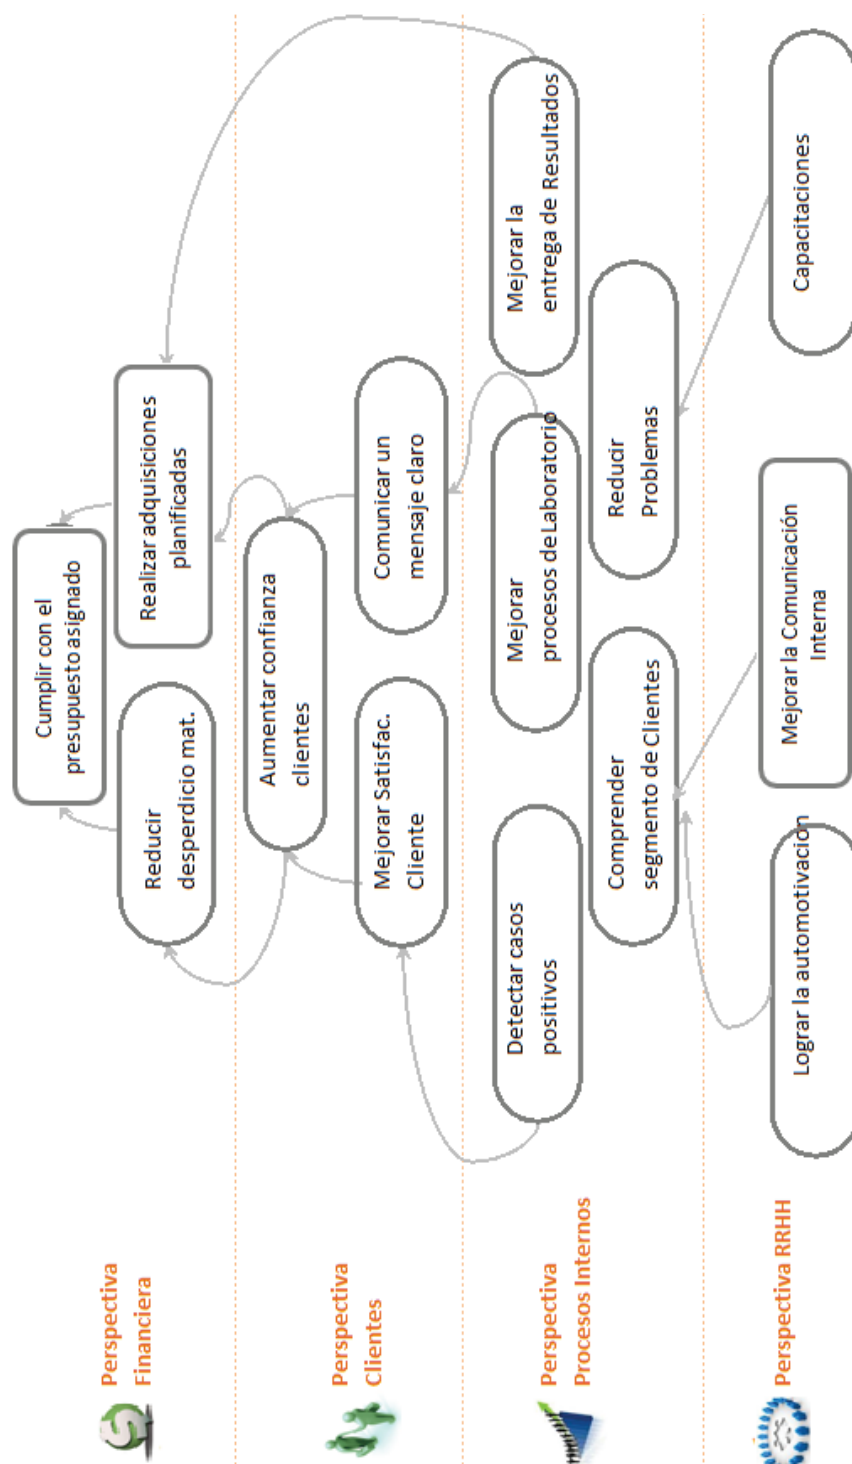 Perspectiva
Financiera
Cumplir con el
presupuesto asignado
Reducir
desperdicio mat.
Realizar adquisiciones
planificadas
Perspectiva
Clientes
Aumentar confianza
clientes
Mejorar Satisfac.
Cliente
Comunicar un
mensaje claro
Perspectiva
Procesos Internos
Detectar casos
positivos
Mejorar
procesos de Laboratorio
Mejorar la
entrega de Resultados
Comprender
segmento de Clientes
Reducir
Problemas
Perspectiva RRHH
Lograr la automotivación
Mejorar la Comunicación
Interna
Capacitaciones